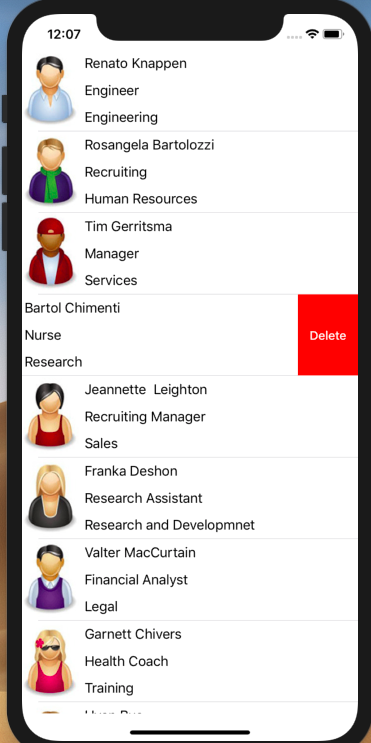 12:07
Renato Knappen
Engineer
Engineering
Rosangela Bartolozzi
Recruiting
Human Resources
Tim Gerritsma
Manager
Services
Bartol Chimenti
Nurse
Delete
Research
Jeannette  Leighton
Recruiting Manager
Sales
Franka Deshon
Research Assistant
Research and Developmnet
Valter MacCurtain
Financial Analyst
Legal
Garnett Chivers
Health Coach
Training